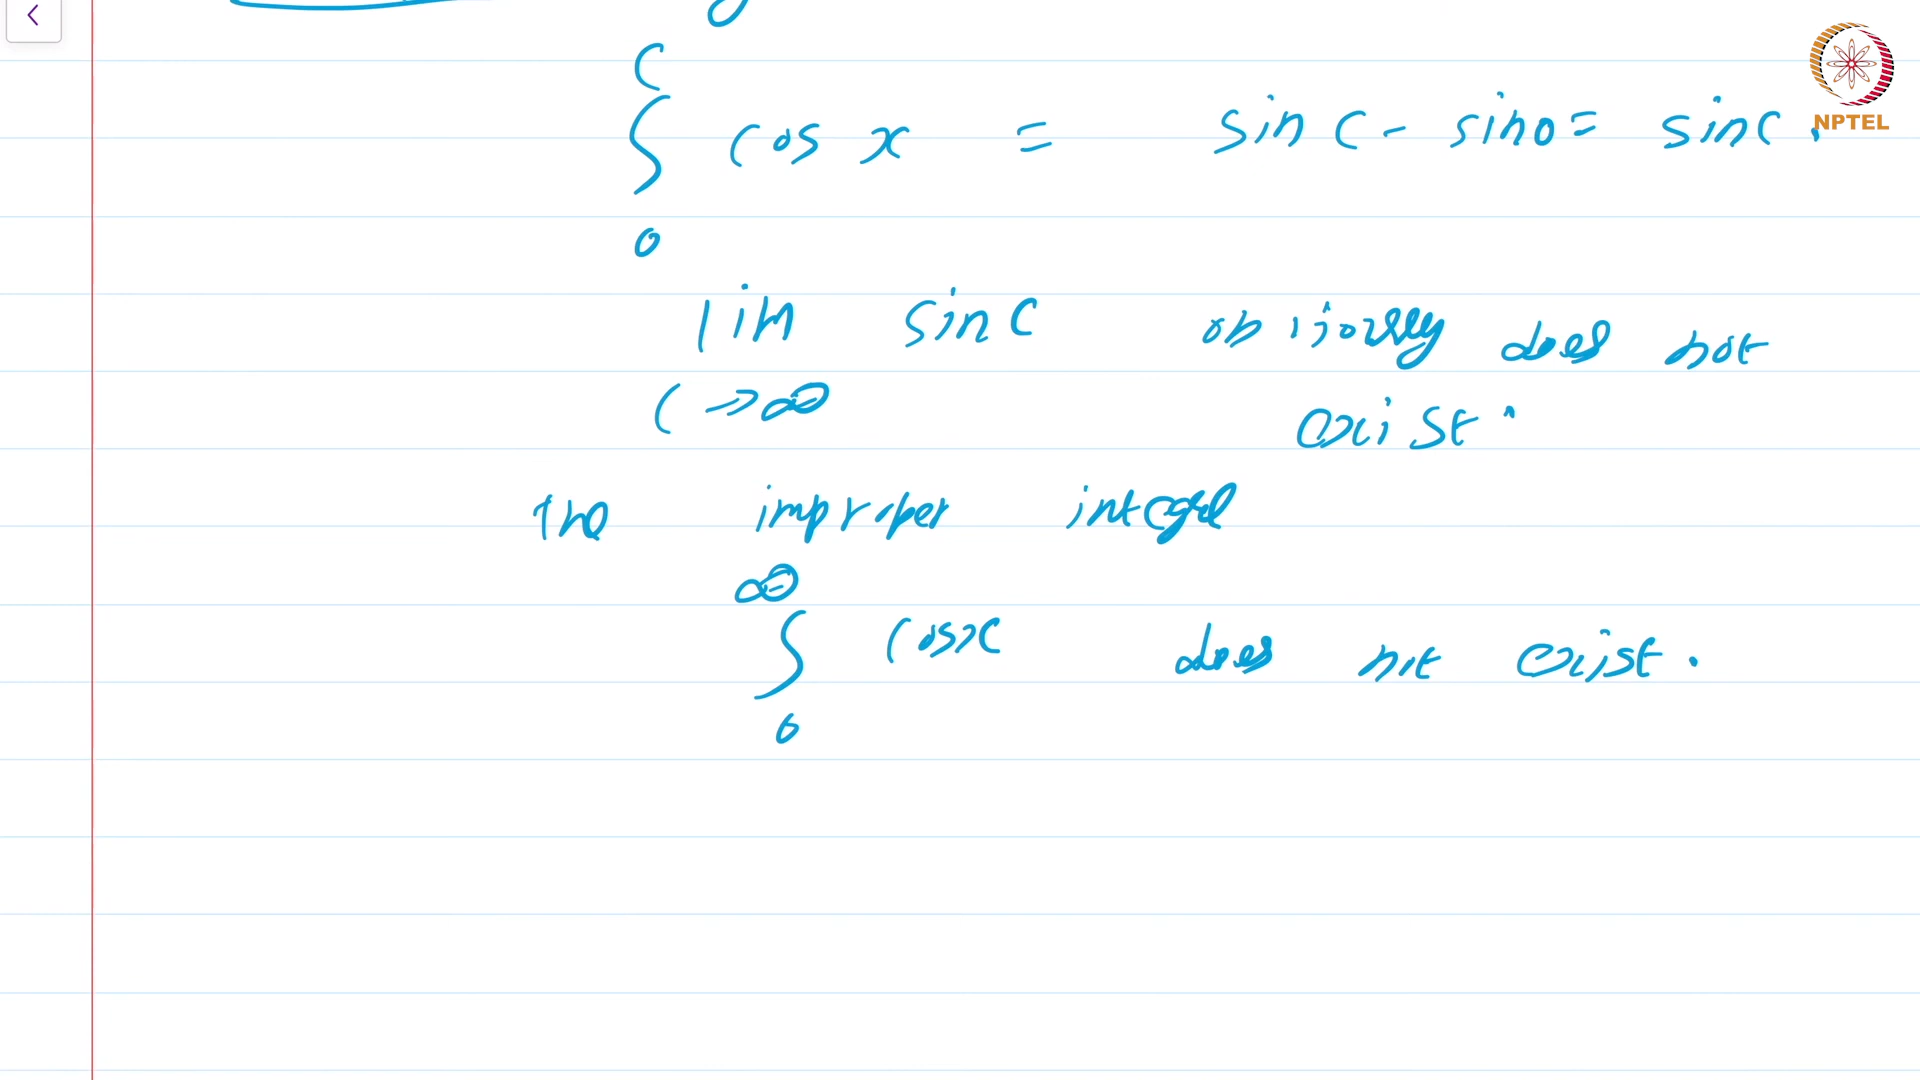 ∫₀ᶜ cos x = sin c - sin 0 = sin c.
NPTEL
lim sin c obviously does not
c → ∞ exist.
the improper integral
∫₀^∞ cos x does not exist.